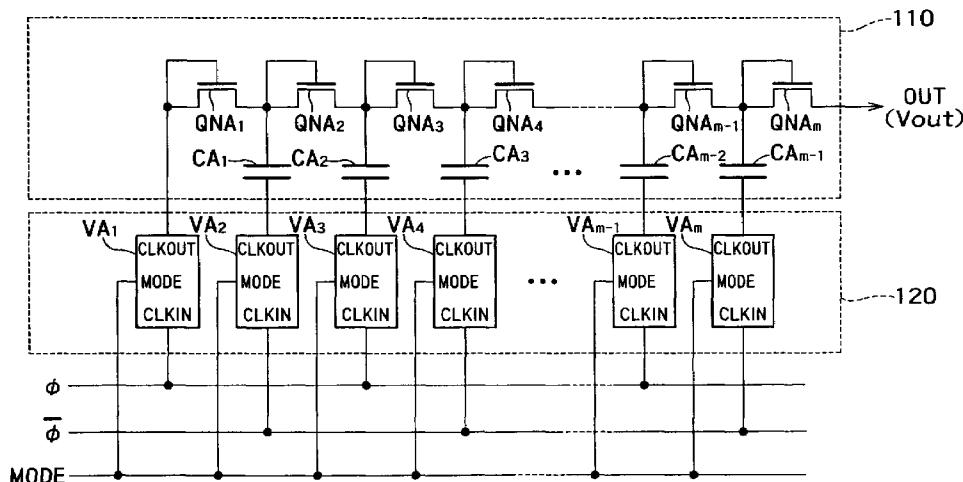 110
OUT
(Vout)
QNA1 QNA2 QNA3 QNA4 QNAm-1 QNAm
CA1 CA2 CA3 ••• CAm-2 CAm-1
VA1 VA2 VA3 VA4 VAm-1 VAm
CLKOUT CLKOUT CLKOUT CLKOUT CLKOUT CLKOUT
MODE MODE MODE MODE ••• MODE MODE
CLKIN CLKIN CLKIN CLKIN CLKIN CLKIN
120
ϕ
ϕ̅
MODE